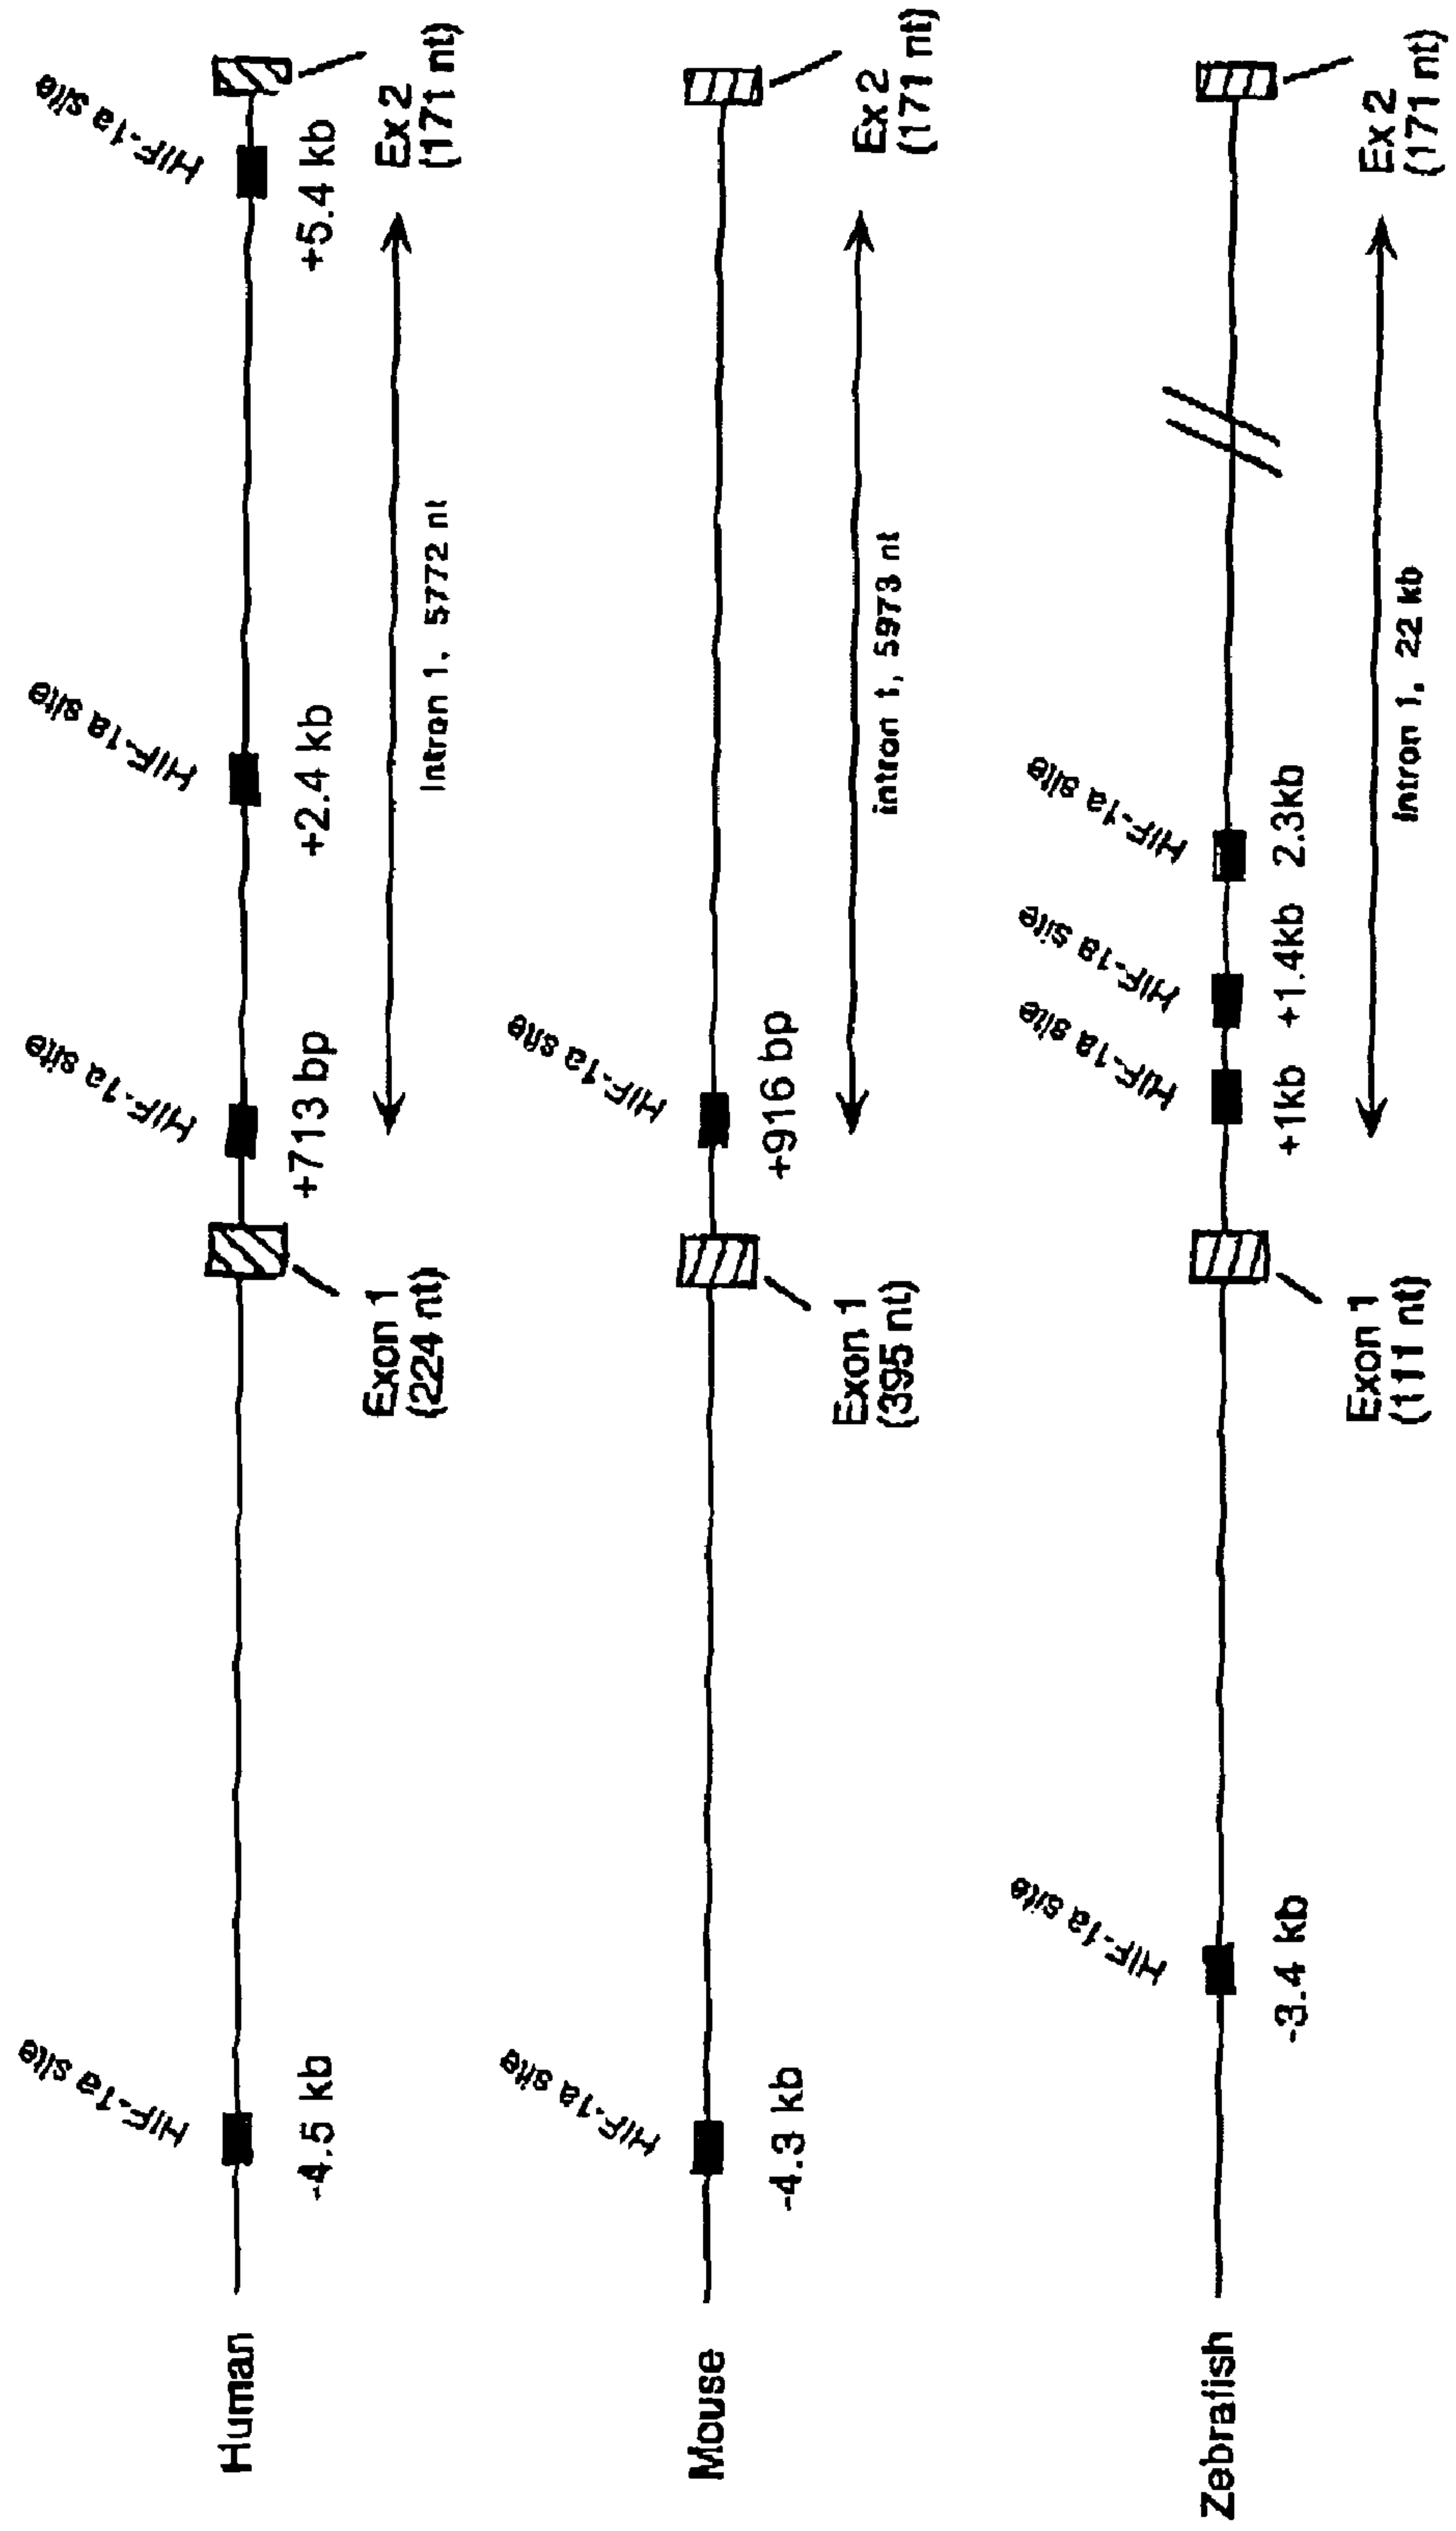 Human
HIF-1a site
HIF-1a site
HIF-1a site
HIF-1a site
-4.5 kb
+713 bp
+2.4 kb
+5.4 kb
Exon 1
(224 nt)
Ex 2
(171 nt)
Intron 1, 5772 nt
Mouse
HIF-1a site
HIF-1a site
-4.3 kb
+916 bp
Exon 1
(395 nt)
Ex 2
(171 nt)
intron 1, 5973 nt
Zebrafish
HIF-1a site
HIF-1a site
HIF-1a site
HIF-1a site
-3.4 kb
+1kb
+1.4kb
2.3kb
Exon 1
(111 nt)
Ex 2
(171 nt)
intron 1, 22 kb